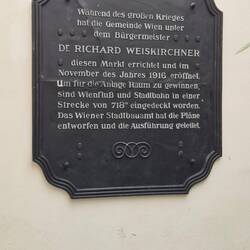 Während des großen Krieges
hat die Gemeinde Wien unter
dem Bürgermeister
DR RICHARD WEISKIRCHNER
diesen Markt errichtet und im
November des Jahres 1916 eröffnet.
Um für die Anlage Raum zu gewinnen,
sind Wienfluß und Stadtbahn in einer
Strecke von 718m eingedeckt worden.
Das Wiener Stadtbauamt hat die Pläne
entworfen und die Ausführung geleitet.